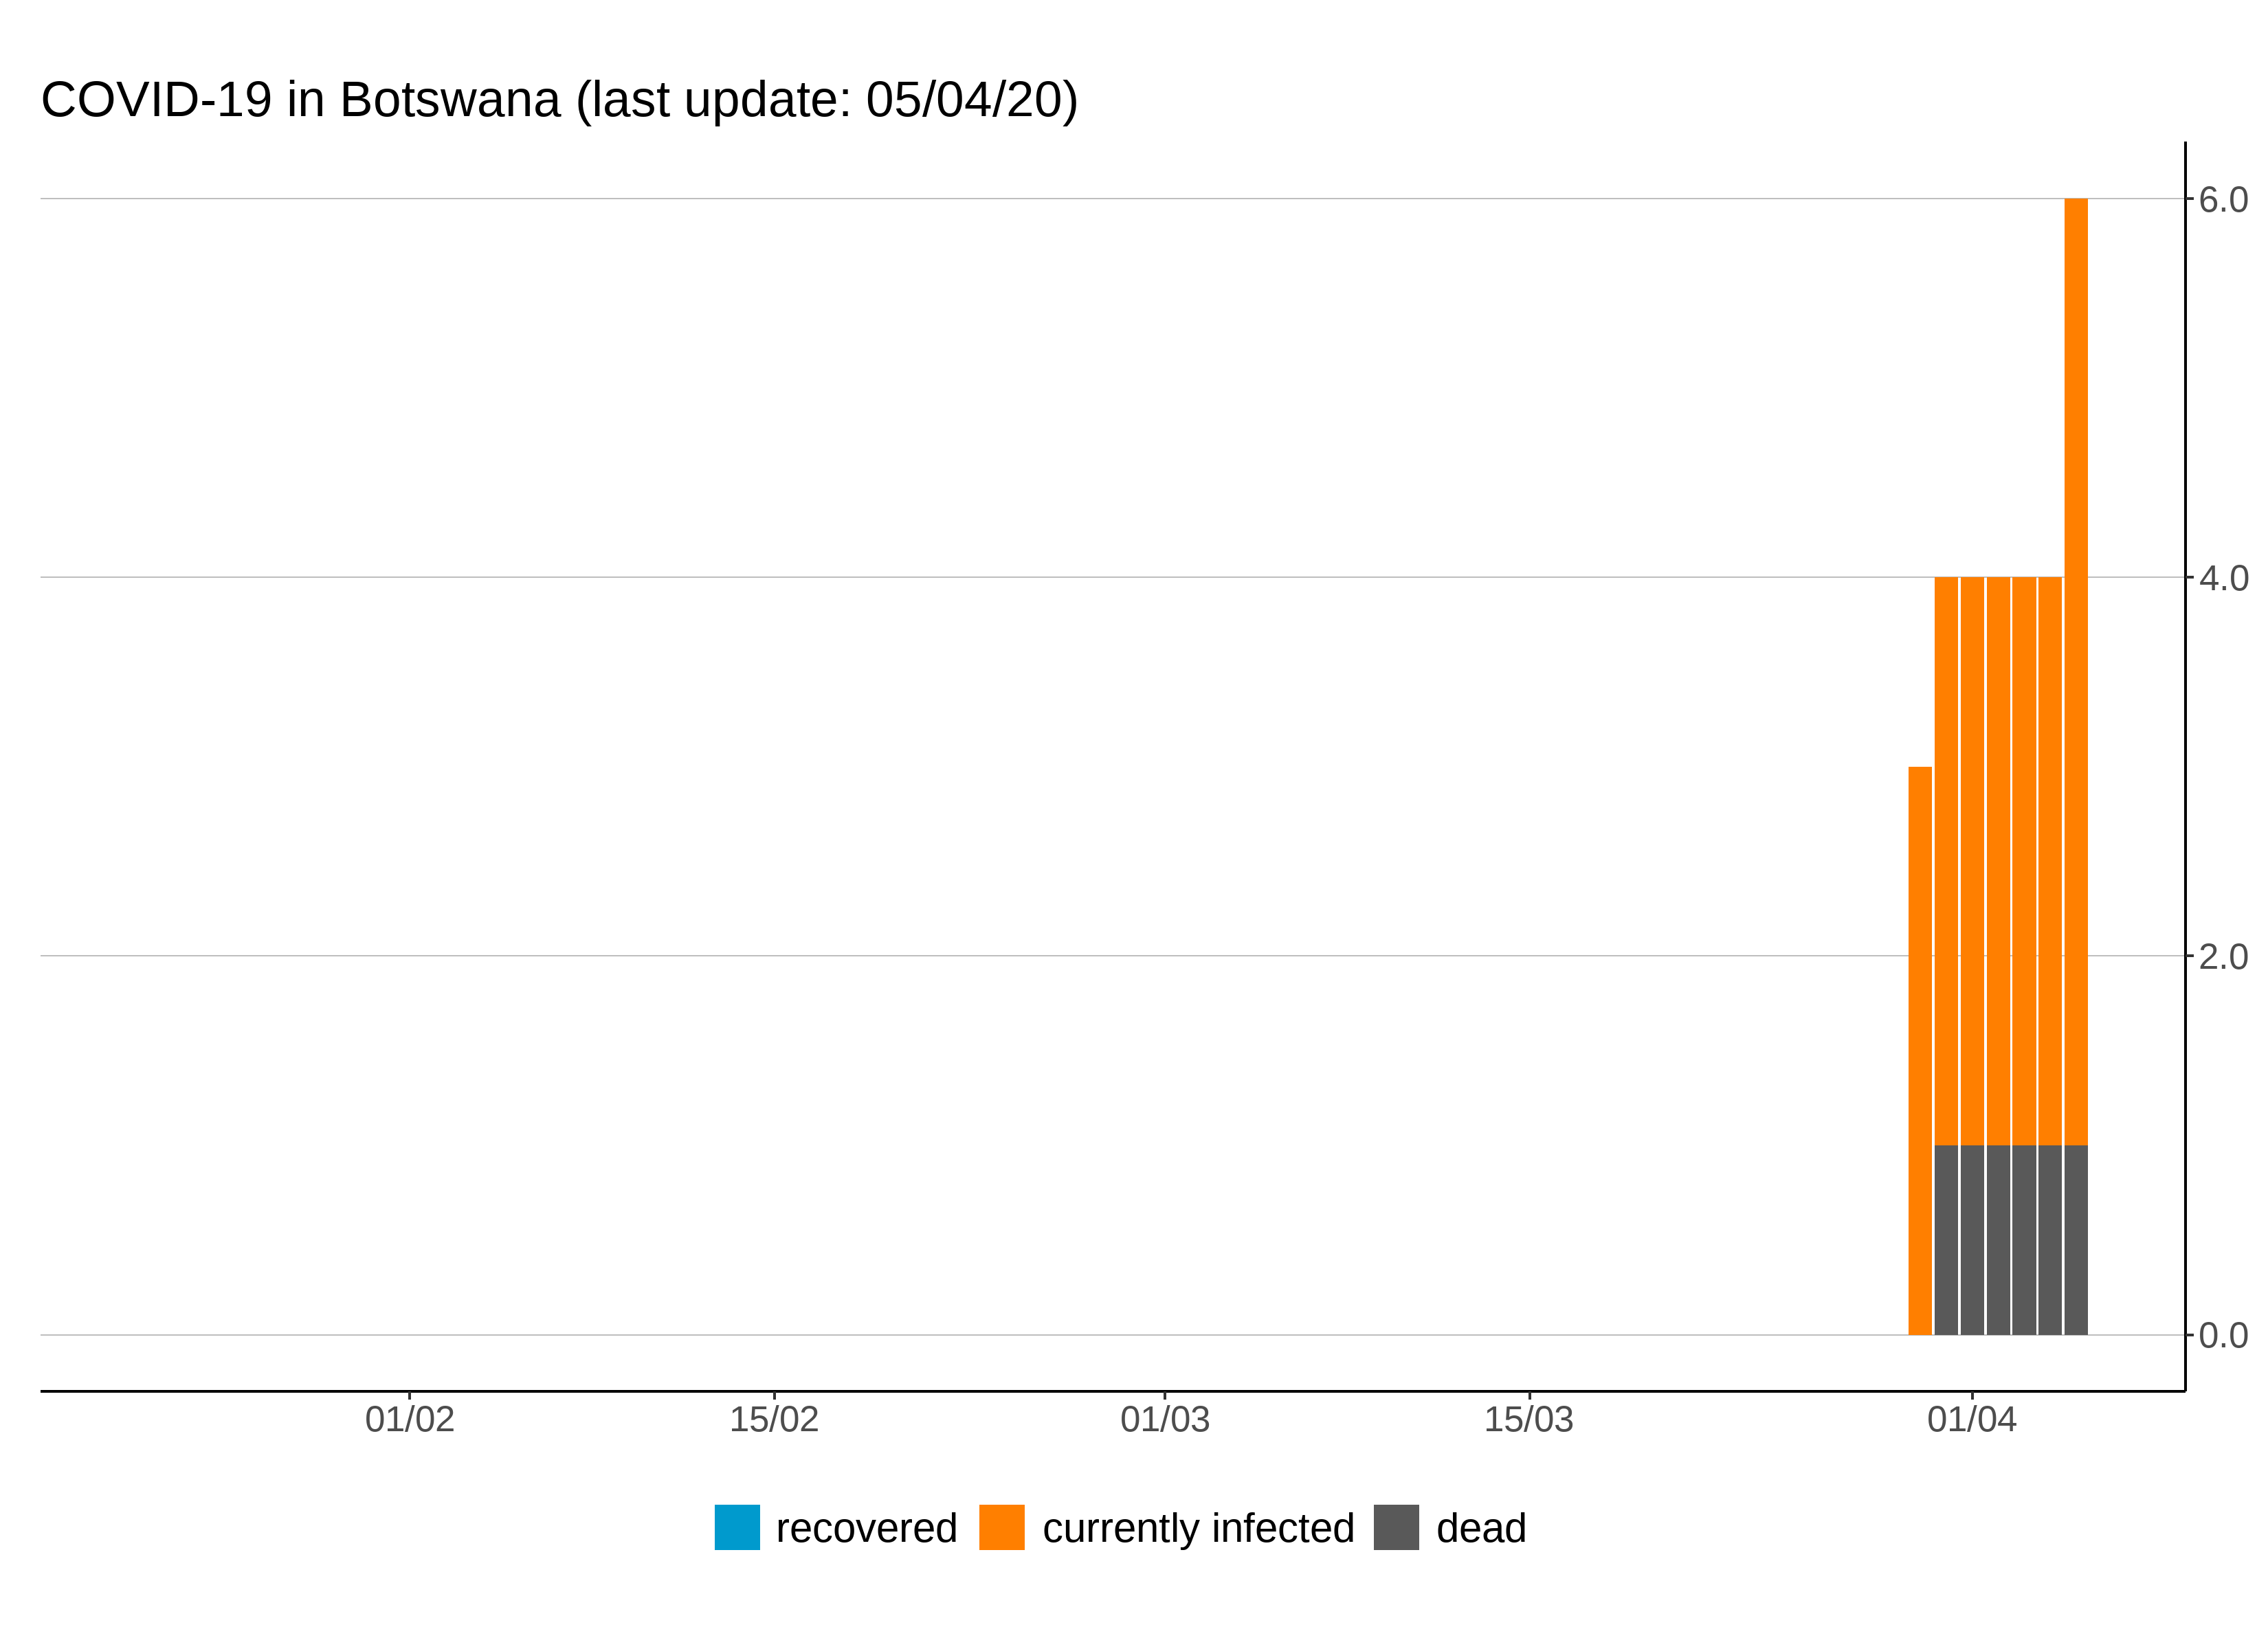 COVID-19 in Botswana (last update: 05/04/20)
6.0
4.0
2.0
0.0
01/02 15/02 01/03 15/03 01/04
recovered currently infected dead